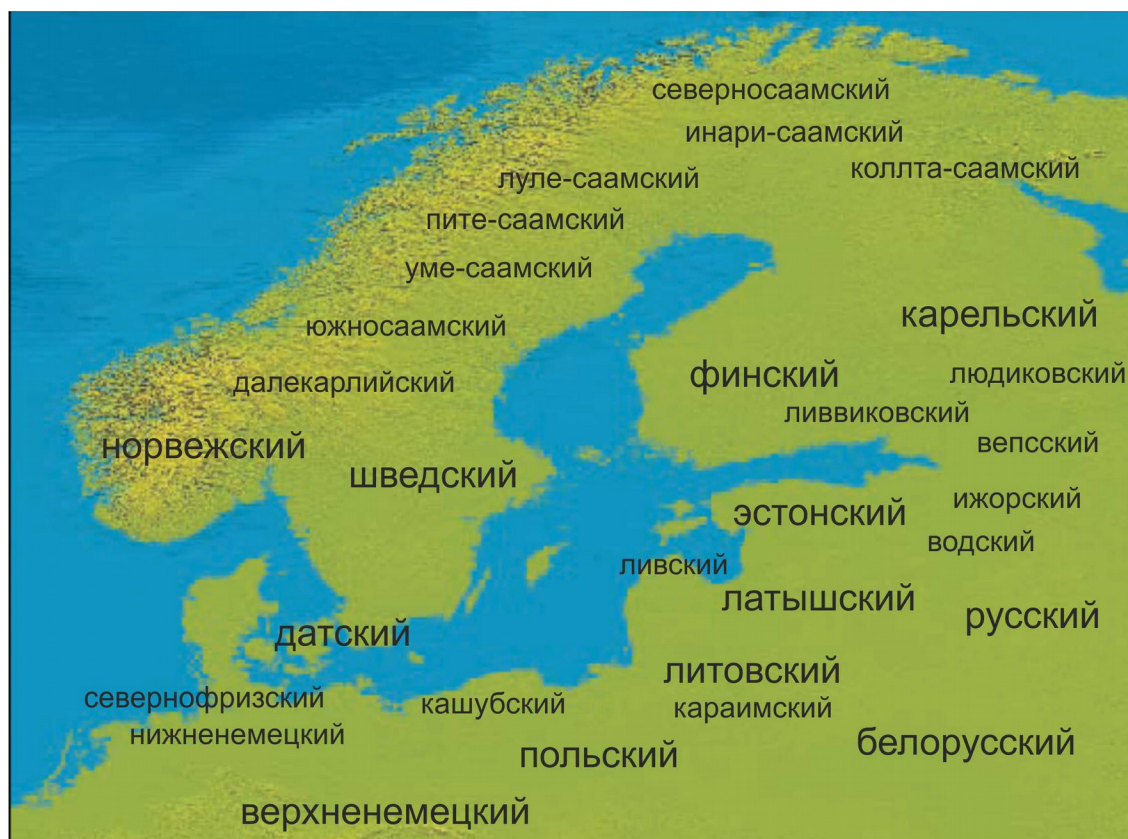 северносаамский
инари-саамский
коллта-саамский
луле-саамский
пите-саамский
уме-саамский
карельский
южносаамский
финский
людиковский
далекарлийский
ливвиковский
норвежский
вепсский
шведский
ижорский
эстонский
водский
ливский
латышский
русский
датский
литовский
севернофризский
кашубский
караимский
нижненемецкий
белорусский
польский
верхненемецкий